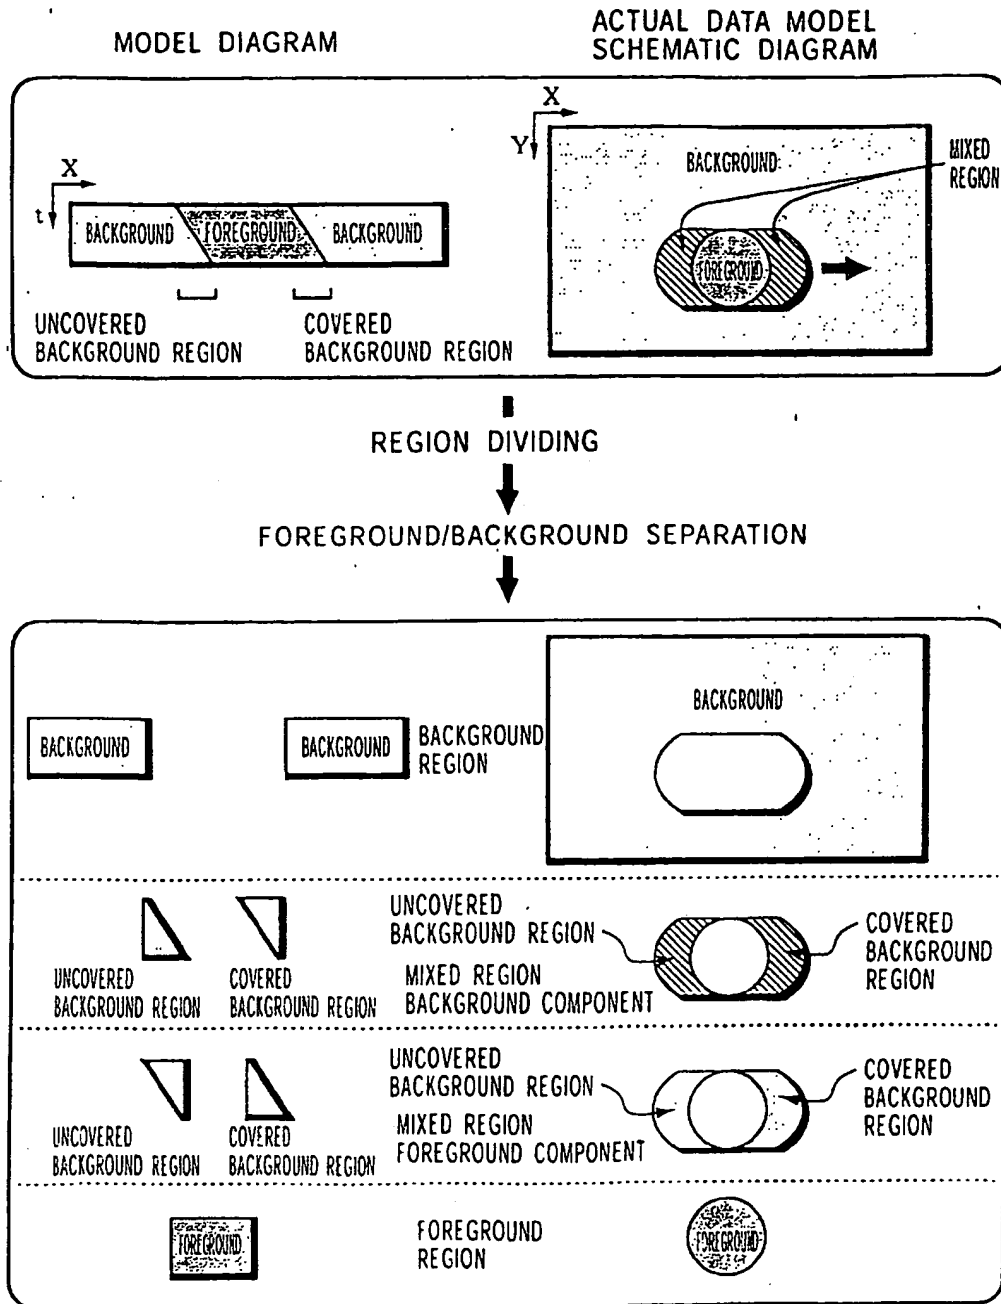 MODEL DIAGRAM
ACTUAL DATA MODEL
SCHEMATIC DIAGRAM
X
t
BACKGROUND
FOREGROUND
BACKGROUND
UNCOVERED
BACKGROUND REGION
COVERED
BACKGROUND REGION
X
Y
BACKGROUND
MIXED
REGION
FOREGROUND
REGION DIVIDING
FOREGROUND/BACKGROUND SEPARATION
BACKGROUND
BACKGROUND
BACKGROUND
REGION
BACKGROUND
UNCOVERED
BACKGROUND REGION
COVERED
BACKGROUND REGION
UNCOVERED
BACKGROUND REGION
MIXED REGION
BACKGROUND COMPONENT
COVERED
BACKGROUND
REGION
UNCOVERED
BACKGROUND REGION
COVERED
BACKGROUND REGION
UNCOVERED
BACKGROUND REGION
MIXED REGION
FOREGROUND COMPONENT
COVERED
BACKGROUND
REGION
FOREGROUND
FOREGROUND
REGION
FOREGROUND